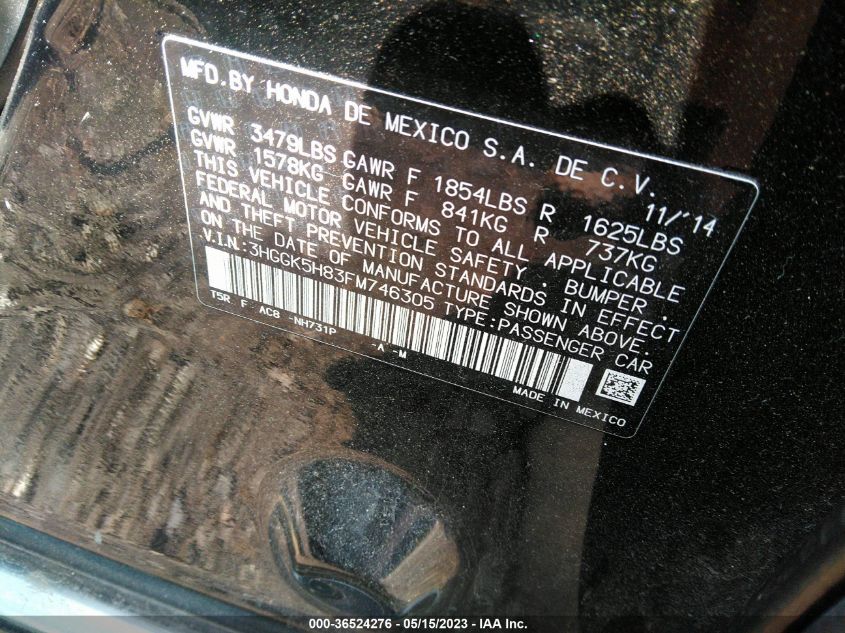 MFD.BY HONDA DE MEXICO S.A. DE C.V. 11/'14
GVWR 3479LBS GAWR F 1854LBS R 1625LBS
GVWR 1578KG GAWR F 841KG R 737KG
THIS VEHICLE CONFORMS TO ALL APPLICABLE
FEDERAL MOTOR VEHICLE SAFETY , BUMPER ,
AND THEFT PREVENTION STANDARDS IN EFFECT
ON THE DATE OF MANUFACTURE SHOWN ABOVE.
V.I.N:3HGGK5H83FM746305 TYPE:PASSENGER CAR
T5R F AC8 -NH731P -A -M
MADE IN MEXICO
000-36524276 - 05/15/2023 - IAA Inc.